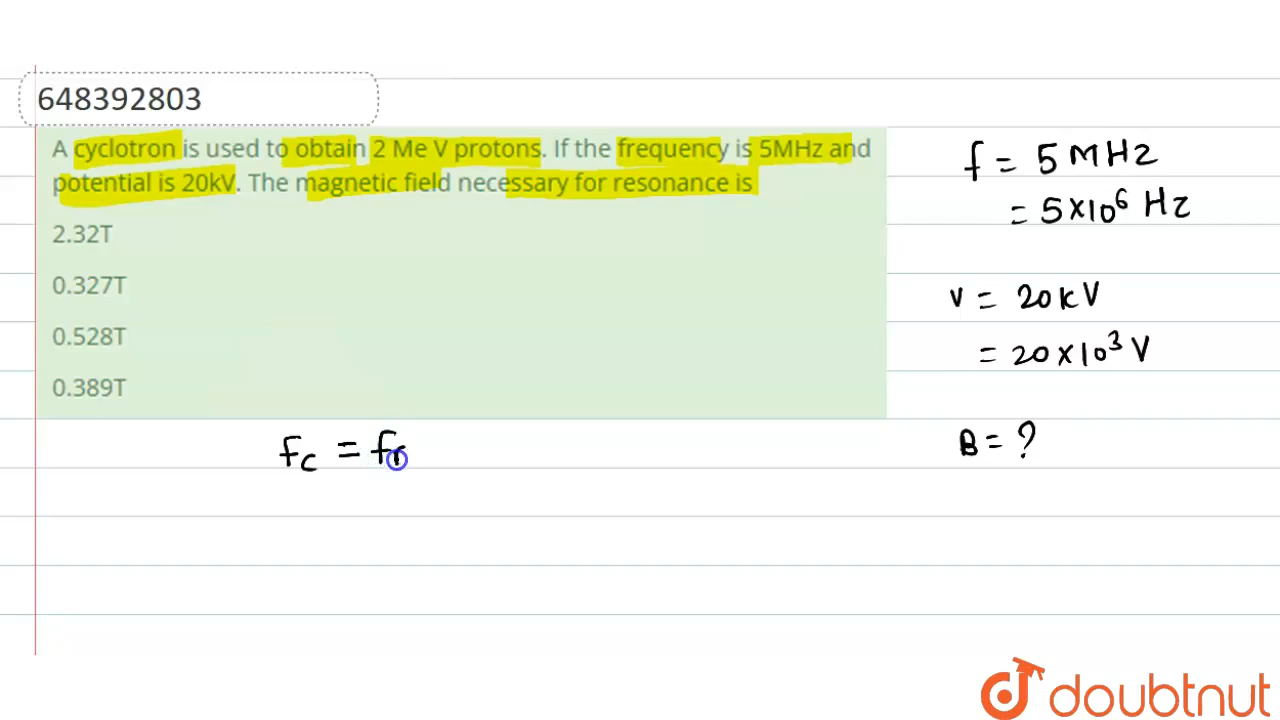 648392803
A cyclotron is used to obtain 2 Me V protons. If the frequency is 5MHz and
potential is 20kV. The magnetic field necessary for resonance is
2.32T
0.327T
0.528T
0.389T
f = 5 MHz
= 5×10⁶ Hz
V = 20kV
= 20×10³ V
B = ?
fc = fr
doubtnut